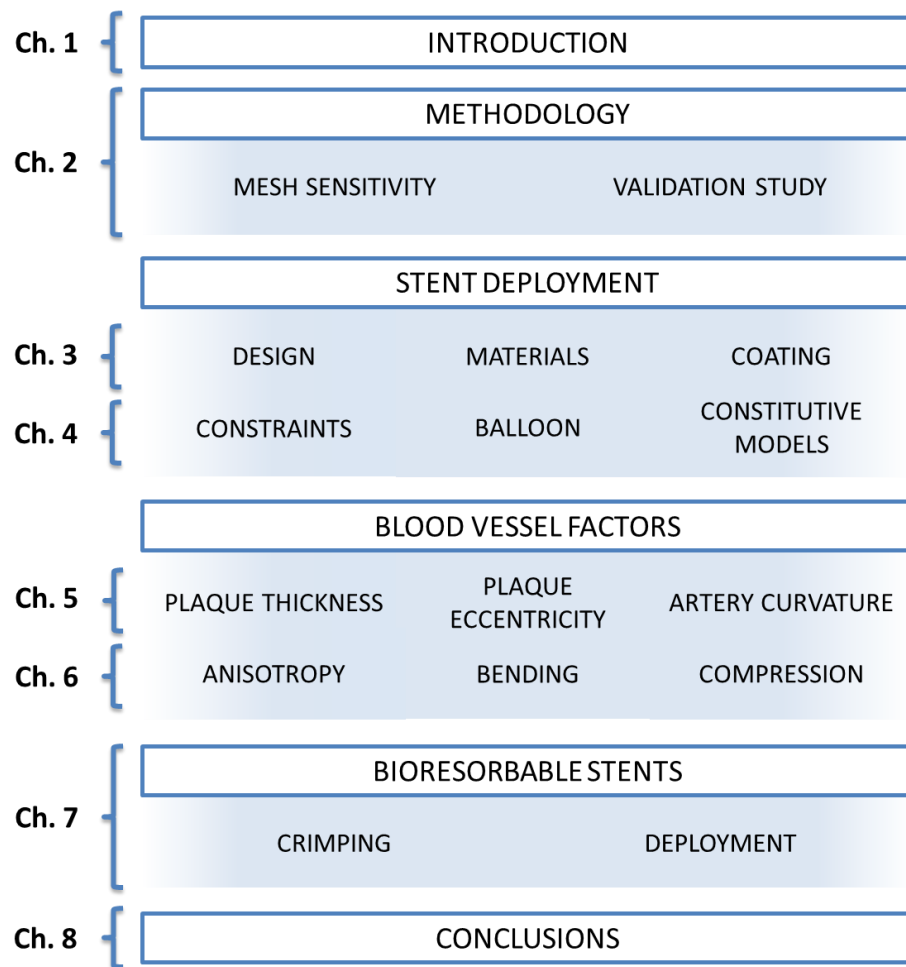 Ch. 1
INTRODUCTION
Ch. 2
METHODOLOGY
MESH SENSITIVITY
VALIDATION STUDY
STENT DEPLOYMENT
Ch. 3
DESIGN
MATERIALS
COATING
Ch. 4
CONSTRAINTS
BALLOON
CONSTITUTIVE
MODELS
BLOOD VESSEL FACTORS
Ch. 5
PLAQUE THICKNESS
PLAQUE
ECCENTRICITY
ARTERY CURVATURE
Ch. 6
ANISOTROPY
BENDING
COMPRESSION
Ch. 7
BIORESORBABLE STENTS
CRIMPING
DEPLOYMENT
Ch. 8
CONCLUSIONS